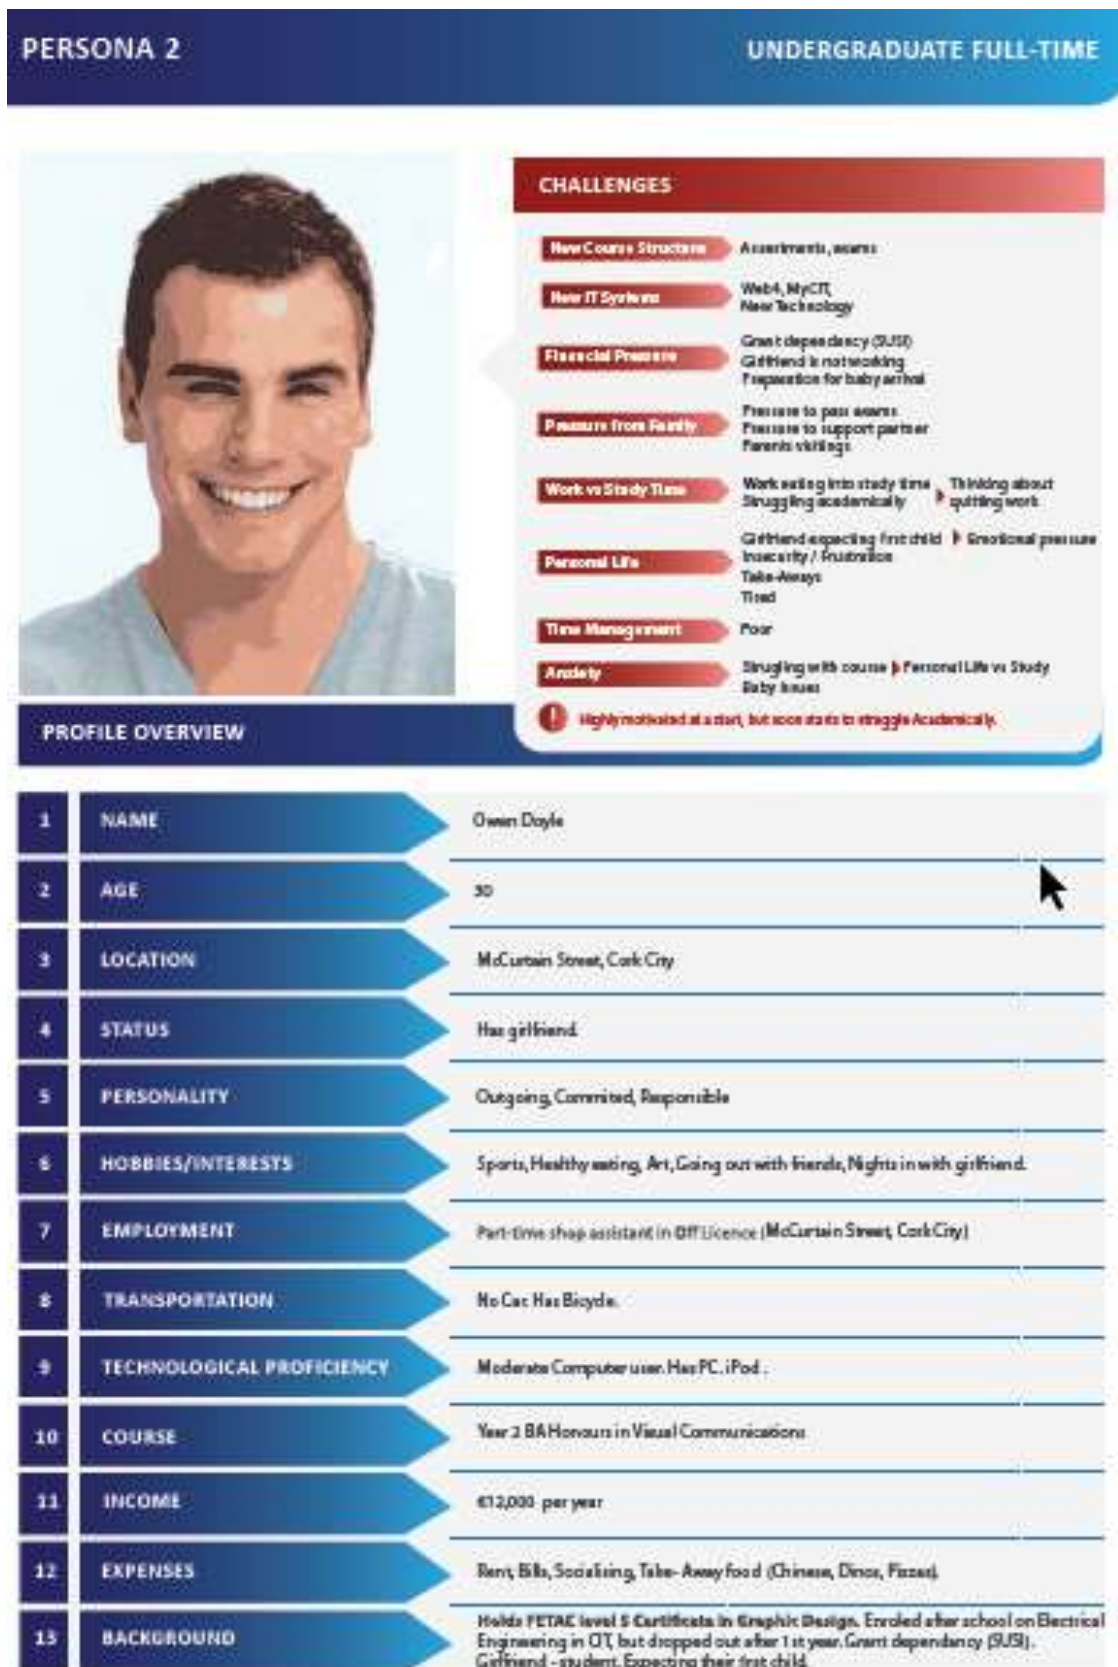 PERSONA 2
UNDERGRADUATE FULL-TIME
CHALLENGES
New Course Structure
Assortments, exams
New IT Systems
Web4, MyCIT,
New Technology
Financial Pressure
Grant dependency (SUSI)
Girlfriend is not working
Preparation for baby arrival
Pressure from Family
Pressure to pass exams
Pressure to support partner
Parents
Work vs Study Time
Work eating into study time
Struggling academically
Thinking about
quitting work
Personal Life
Girlfriend expecting first child
Emotional pressure
Insecurity / Frustration
Take-Aways
Tired
Time Management
Poor
Anxiety
Strugling with course
Personal Life vs Study
Baby Issues
! Highly motivated at a start, but soon starts to struggle Academically.
PROFILE OVERVIEW
1 NAME Owen Doyle
2 AGE 30
3 LOCATION McCurtain Street, Cork City
4 STATUS Has girlfriend.
5 PERSONALITY Outgoing, Commited, Responsible
6 HOBBIES/INTERESTS Sports, Healthy eating, Art, Going out with friends, Nights in with girlfriend.
7 EMPLOYMENT Part-time shop assistant in Off Licence (McCurtain Street, Cork City)
8 TRANSPORTATION No Car. Has Bicycle.
9 TECHNOLOGICAL PROFICIENCY Moderate Computer user. Has PC. iPod.
10 COURSE Year 2 BA Honours in Visual Communications
11 INCOME €12,000 per year
12 EXPENSES Rent, Bills, Socialising, Take- Away food (Chinese, Dinos, Pizzas).
13 BACKGROUND Holds FETAC level 5 Certificate in Graphic Design. Enroled after school on Electrical
Engineering in CIT, but dropped out after 1 st year. Grant dependancy (SUSI).
Girlfriend - student. Expecting their first child.